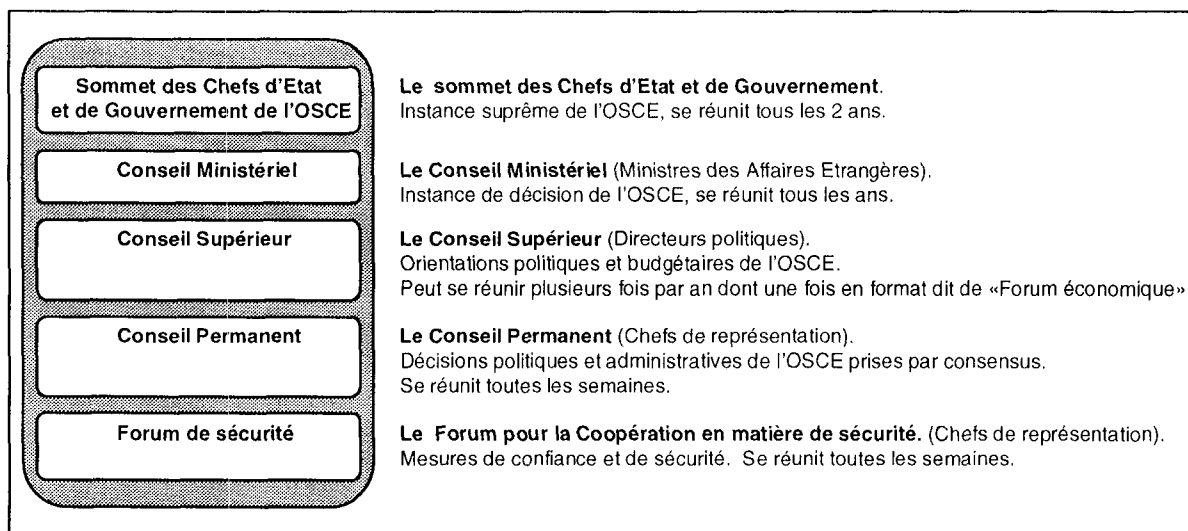 Sommet des Chefs d'Etat
et de Gouvernement de l'OSCE
Le sommet des Chefs d'Etat et de Gouvernement.
Instance suprême de l'OSCE, se réunit tous les 2 ans.
Conseil Ministériel
Le Conseil Ministériel (Ministres des Affaires Etrangères).
Instance de décision de l'OSCE, se réunit tous les ans.
Conseil Supérieur
Le Conseil Supérieur (Directeurs politiques).
Orientations politiques et budgétaires de l'OSCE.
Peut se réunir plusieurs fois par an dont une fois en format dit de «Forum économique»
Conseil Permanent
Le Conseil Permanent (Chefs de représentation).
Décisions politiques et administratives de l'OSCE prises par consensus.
Se réunit toutes les semaines.
Forum de sécurité
Le Forum pour la Coopération en matière de sécurité. (Chefs de représentation).
Mesures de confiance et de sécurité. Se réunit toutes les semaines.